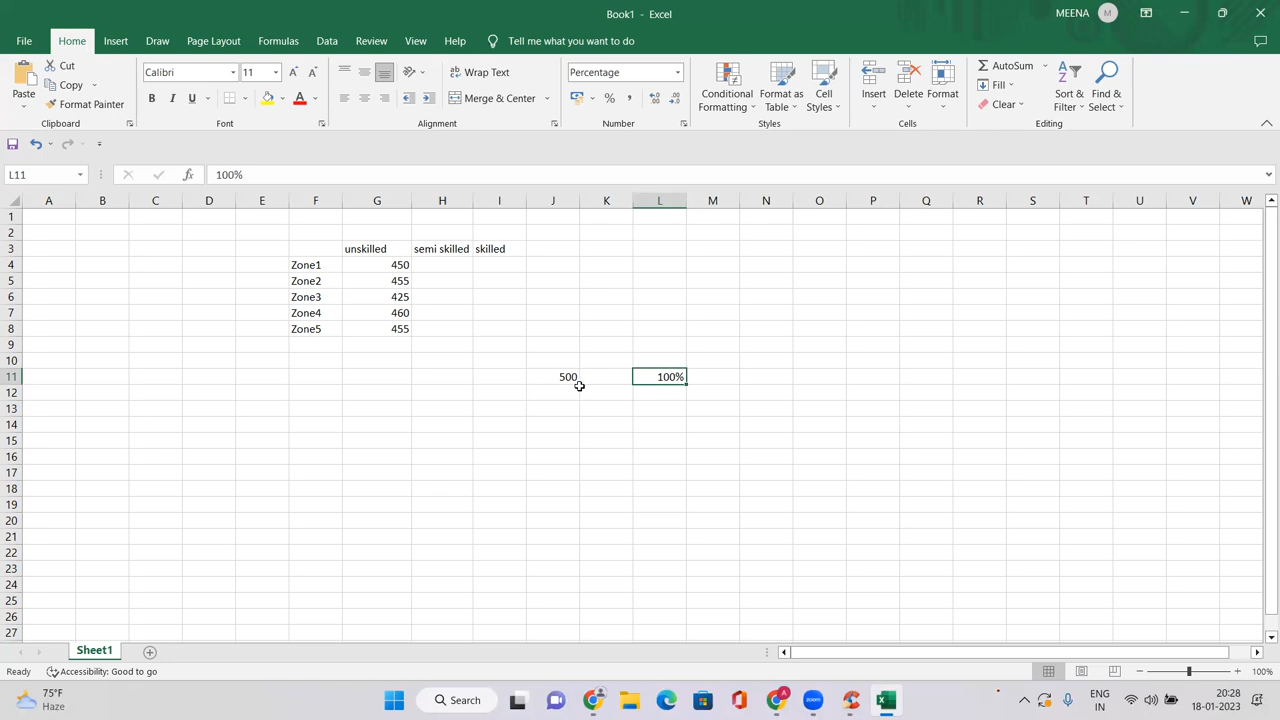 Book1 - Excel
MEENA M
File Home Insert Draw Page Layout Formulas Data Review View Help Tell me what you want to do
Cut
Copy
Format Painter
Paste
Clipboard
Calibri 11
B I U
Font
Wrap Text
Merge & Center
Alignment
Percentage
Number
Conditional Formatting
Format as Table
Cell Styles
Styles
Insert Delete Format
Cells
AutoSum
Fill
Clear
Sort & Filter
Find & Select
Editing
L11 fx 100%
A B C D E F G H I J K L M N O P Q R S T U V W
1
2
3 unskilled semi skilled skilled
4 Zone1 450
5 Zone2 455
6 Zone3 425
7 Zone4 460
8 Zone5 455
9
10
11 500 100%
12
13
14
15
16
17
18
19
20
21
22
23
24
25
26
27
Sheet1
Ready Accessibility: Good to go 100%
75°F
Haze
Search
ENG
IN
20:28
18-01-2023